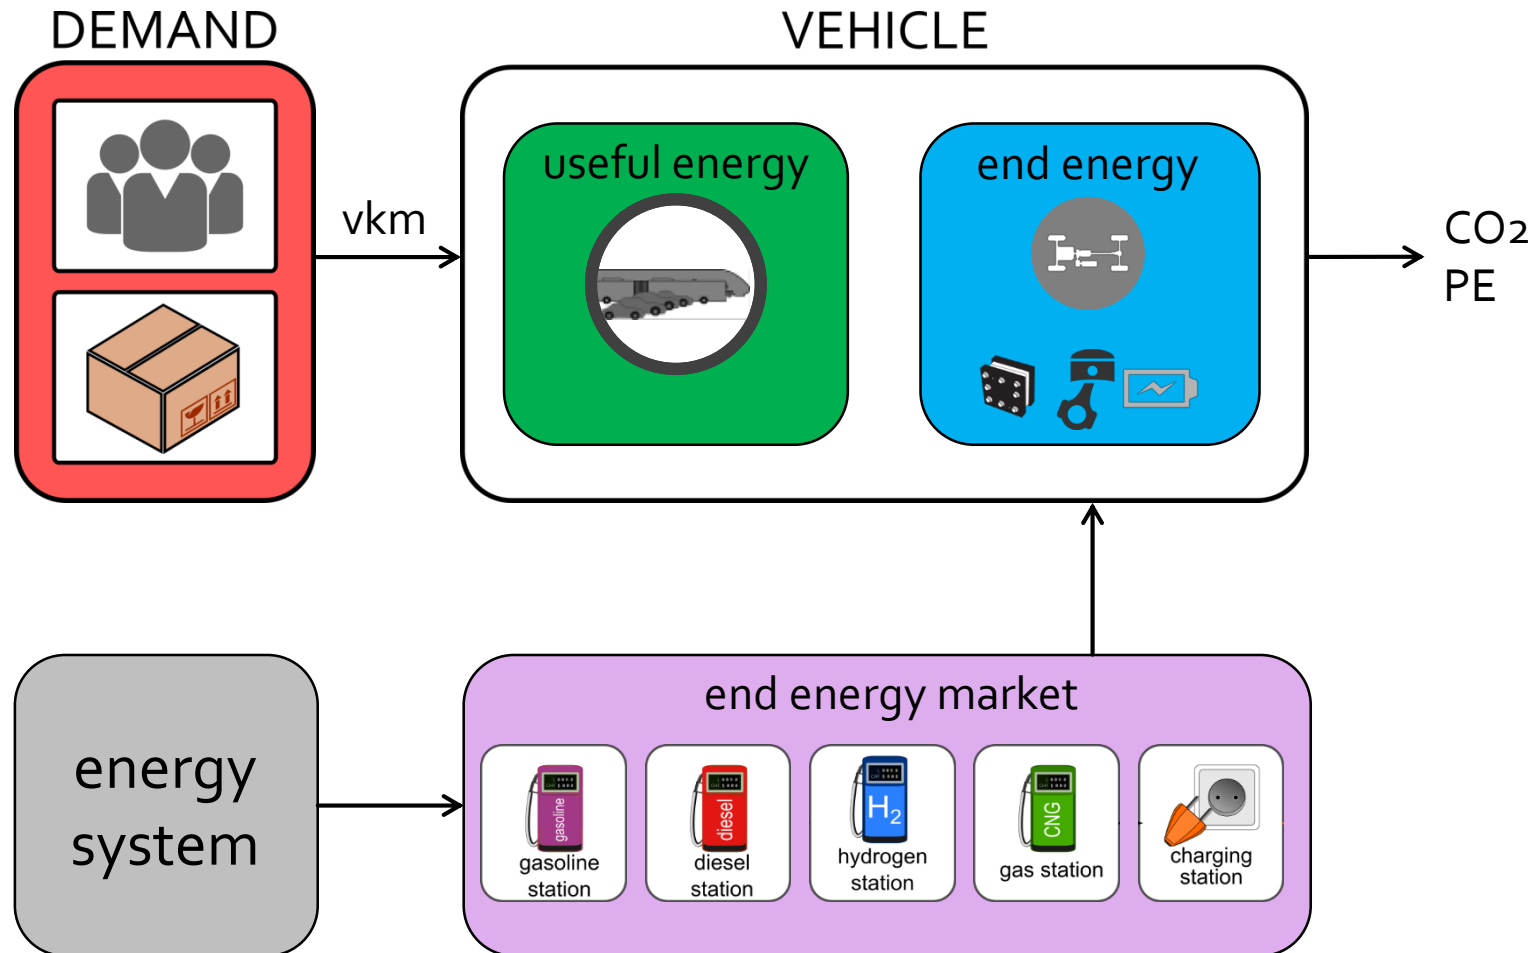 DEMAND
VEHICLE
useful energy
end energy
vkm
CO2
PE
end energy market
energy
system
gasoline
diesel
H2
CNG
gasoline
station
diesel
station
hydrogen
station
gas station
charging
station